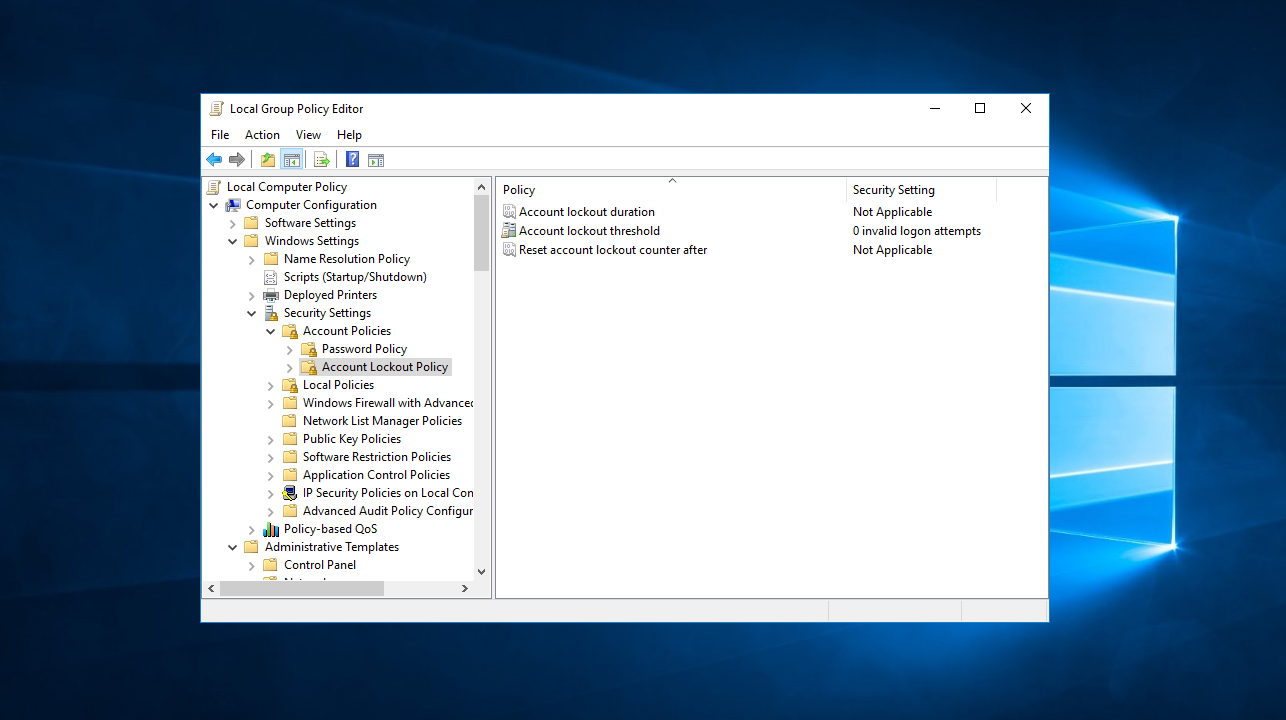 Local Group Policy Editor
File Action View Help
Local Computer Policy
Computer Configuration
Software Settings
Windows Settings
Name Resolution Policy
Scripts (Startup/Shutdown)
Deployed Printers
Security Settings
Account Policies
Password Policy
Account Lockout Policy
Local Policies
Windows Firewall with Advanced
Network List Manager Policies
Public Key Policies
Software Restriction Policies
Application Control Policies
IP Security Policies on Local Con
Advanced Audit Policy Configur
Policy-based QoS
Administrative Templates
Control Panel
Policy Security Setting
Account lockout duration Not Applicable
Account lockout threshold 0 invalid logon attempts
Reset account lockout counter after Not Applicable